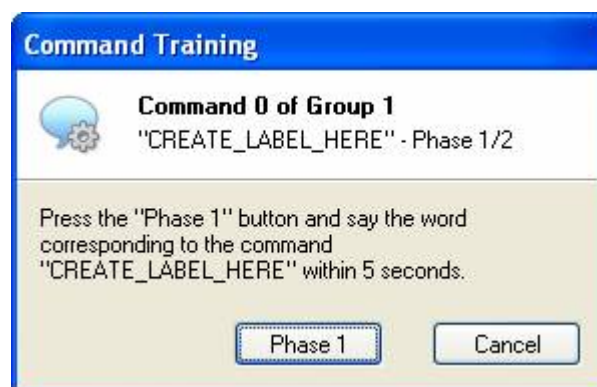 Command Training
Command 0 of Group 1
"CREATE_LABEL_HERE" - Phase 1/2
Press the "Phase 1" button and say the word
corresponding to the command
"CREATE_LABEL_HERE" within 5 seconds.
Phase 1
Cancel